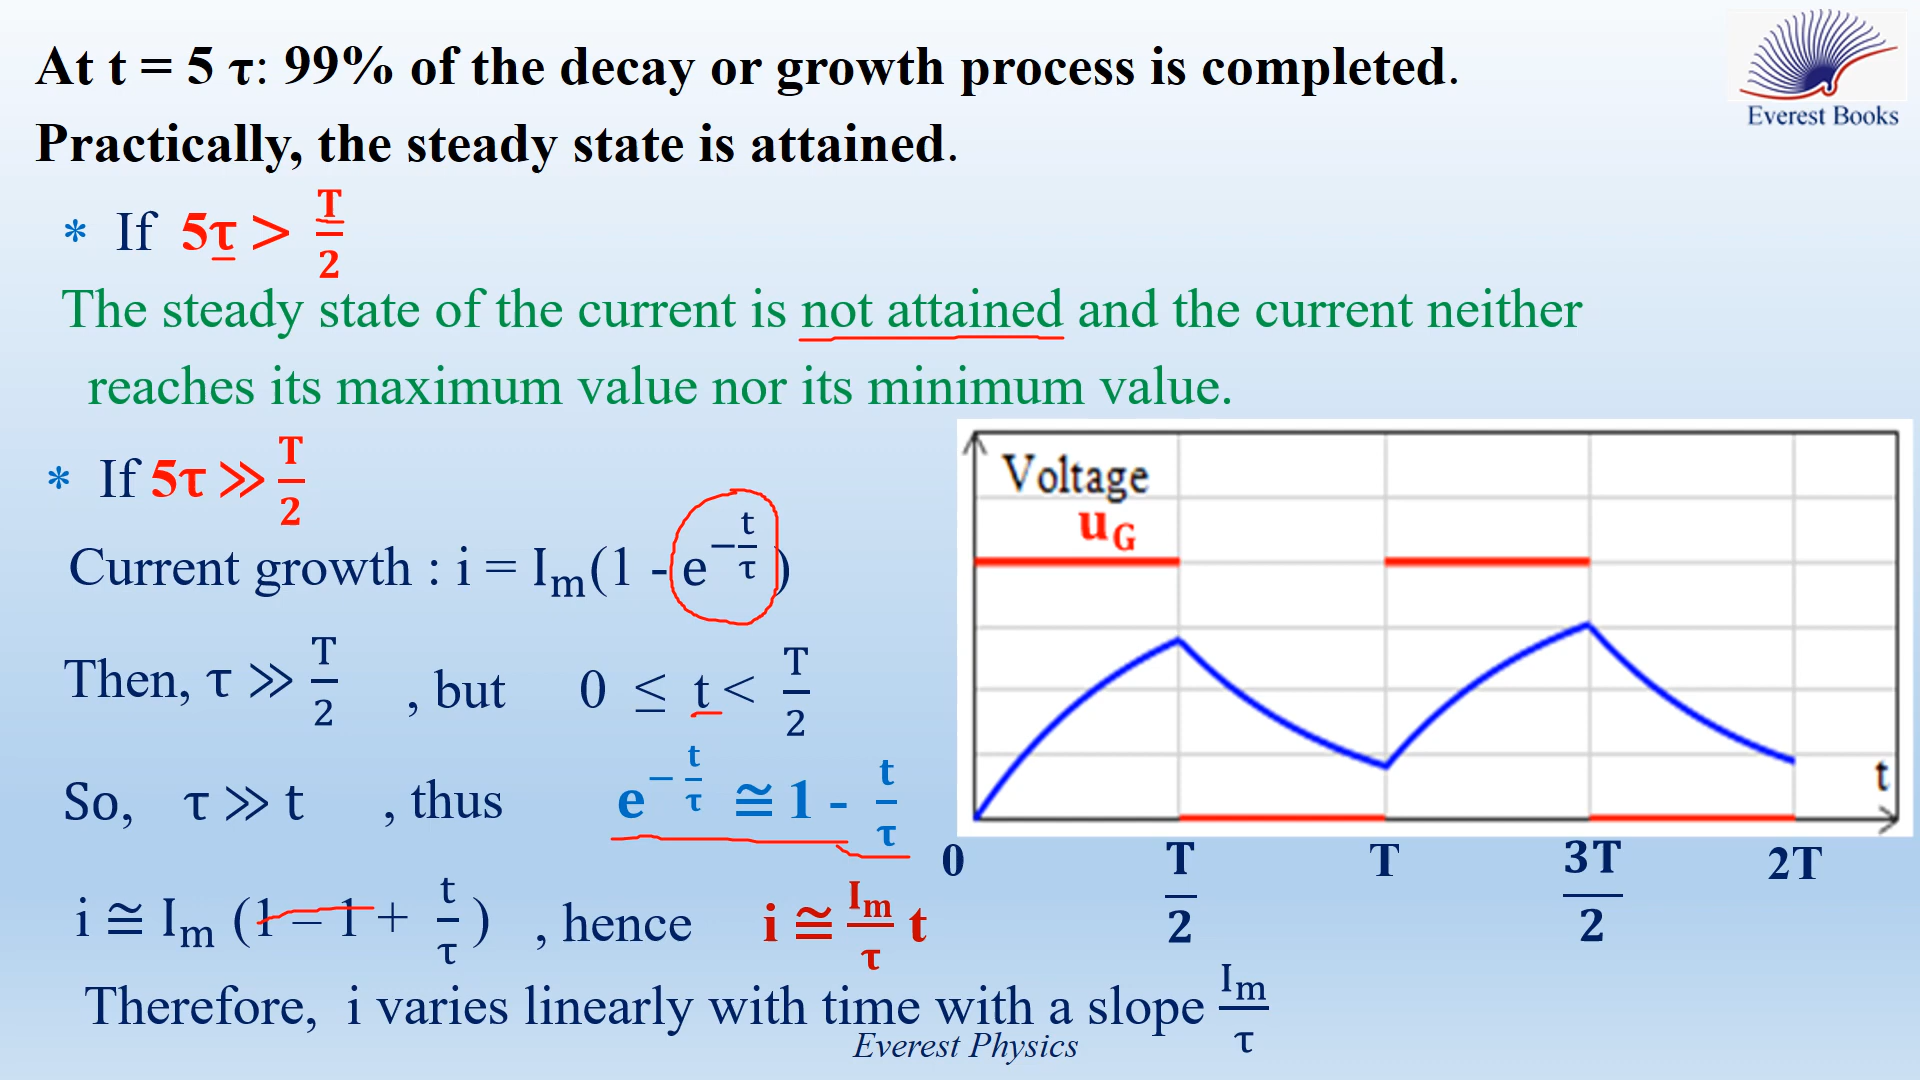 At t = 5 τ: 99% of the decay or growth process is completed.
Everest Books
Practically, the steady state is attained.
* If 5τ > T/2
The steady state of the current is not attained and the current neither
reaches its maximum value nor its minimum value.
* If 5τ ≫ T/2
Current growth : i = Iₘ(1 - e^(−t/τ))
Then, τ ≫ T/2 , but 0 ≤ t < T/2
So, τ ≫ t , thus e^(−t/τ) ≅ 1 - t/τ
i ≅ Iₘ (1 – 1 + t/τ) , hence i ≅ Iₘ/τ t
Therefore, i varies linearly with time with a slope Iₘ/τ
Voltage
u_G
t
0 T/2 T 3T/2 2T
Everest Physics